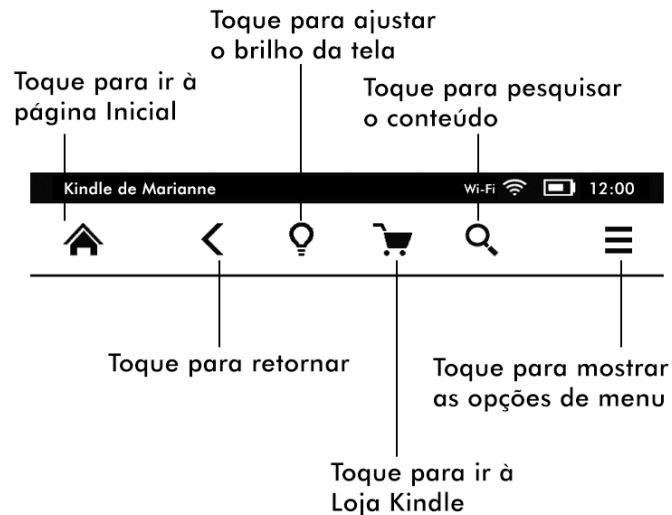 Toque para ajustar
o brilho da tela
Toque para ir à
página Inicial
Toque para pesquisar
o conteúdo
Kindle de Marianne
Wi-Fi
12:00
Toque para retornar
Toque para mostrar
as opções de menu
Toque para ir à
Loja Kindle